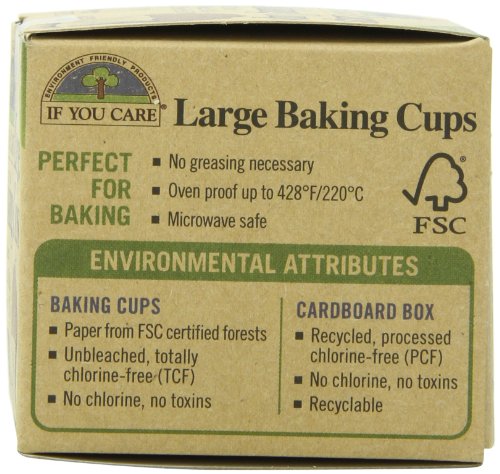 ENVIRONMENT FRIENDLY PRODUCTS
IF YOU CARE®
Large Baking Cups
PERFECT
FOR
BAKING
▪ No greasing necessary
▪ Oven proof up to 428°F/220°C
▪ Microwave safe
FSC
ENVIRONMENTAL ATTRIBUTES
BAKING CUPS
▪ Paper from FSC certified forests
▪ Unbleached, totally
chlorine-free (TCF)
▪ No chlorine, no toxins
CARDBOARD BOX
▪ Recycled, processed
chlorine-free (PCF)
▪ No chlorine, no toxins
▪ Recyclable